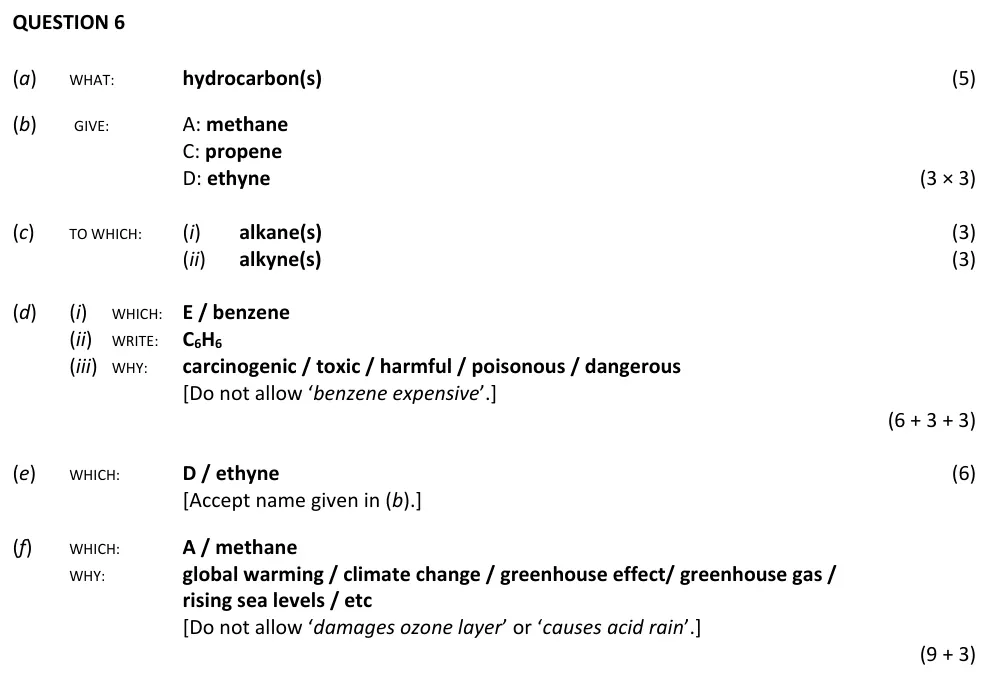 QUESTION 6
(a) WHAT: hydrocarbon(s) (5)
(b) GIVE: A: methane
C: propene
D: ethyne (3 × 3)
(c) TO WHICH: (i) alkane(s) (3)
(ii) alkyne(s) (3)
(d) (i) WHICH: E / benzene
(ii) WRITE: C₆H₆
(iii) WHY: carcinogenic / toxic / harmful / poisonous / dangerous
[Do not allow ‘benzene expensive’.]
(6 + 3 + 3)
(e) WHICH: D / ethyne (6)
[Accept name given in (b).]
(f) WHICH: A / methane
WHY: global warming / climate change / greenhouse effect/ greenhouse gas /
rising sea levels / etc
[Do not allow ‘damages ozone layer’ or ‘causes acid rain’.]
(9 + 3)